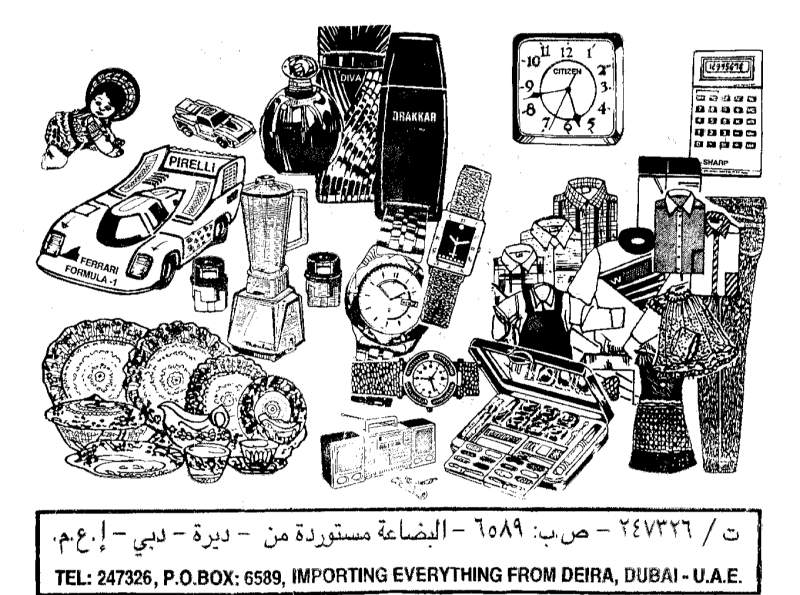 DIVA
DRAKKAR
11 12 1
10 2
9 3
8 4
7 6 5
CITIZEN
12345678
SHARP
PIRELLI
FERRARI
FORMULA -1
W
ت / ٢٤٧٣٢٦ – ص.ب: ٦٥٨٩ – البضاعة مستوردة من – ديرة – دبي – إ.ع.م.
TEL: 247326, P.O.BOX: 6589, IMPORTING EVERYTHING FROM DEIRA, DUBAI - U.A.E.